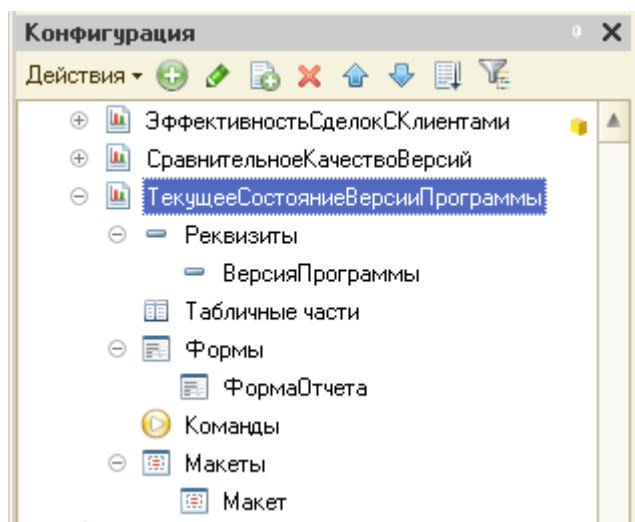 Конфигурация
Действия
ЭффективностьСделокСКлиентами
СравнительноеКачествоВерсий
ТекущееСостояниеВерсииПрограммы
Реквизиты
ВерсияПрограммы
Табличные части
Формы
ФормаОтчета
Команды
Макеты
Макет